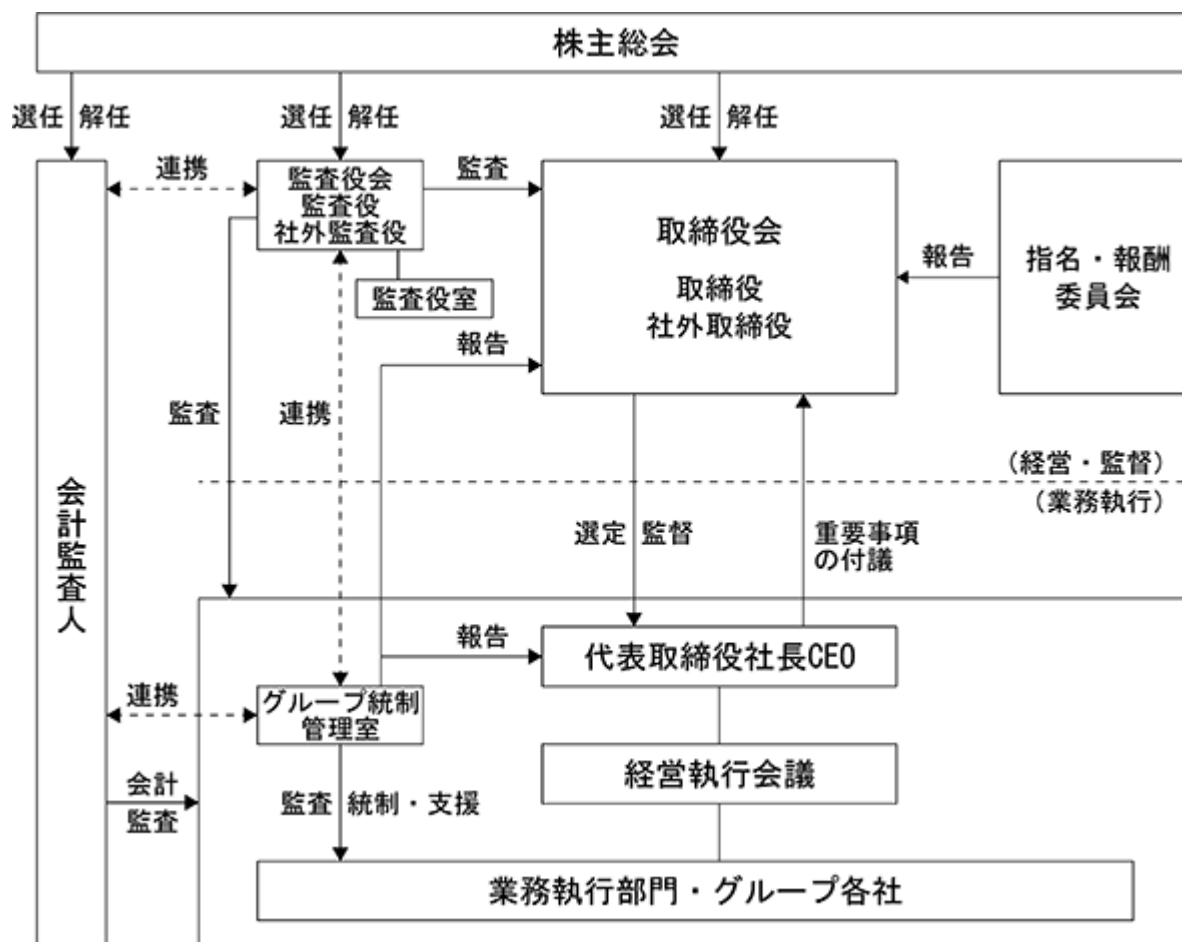 株主総会
選任 解任
選任 解任
選任 解任
連携
監査役会
監査役
社外監査役
監査
取締役会
取締役
社外取締役
報告
指名・報酬
委員会
監査役室
報告
監査
連携
(経営・監督)
(業務執行)
会計監査人
選定 監督
重要事項
の付議
報告
代表取締役社長CEO
連携
グループ統制
管理室
経営執行会議
会計
監査
監査 統制・支援
業務執行部門・グループ各社